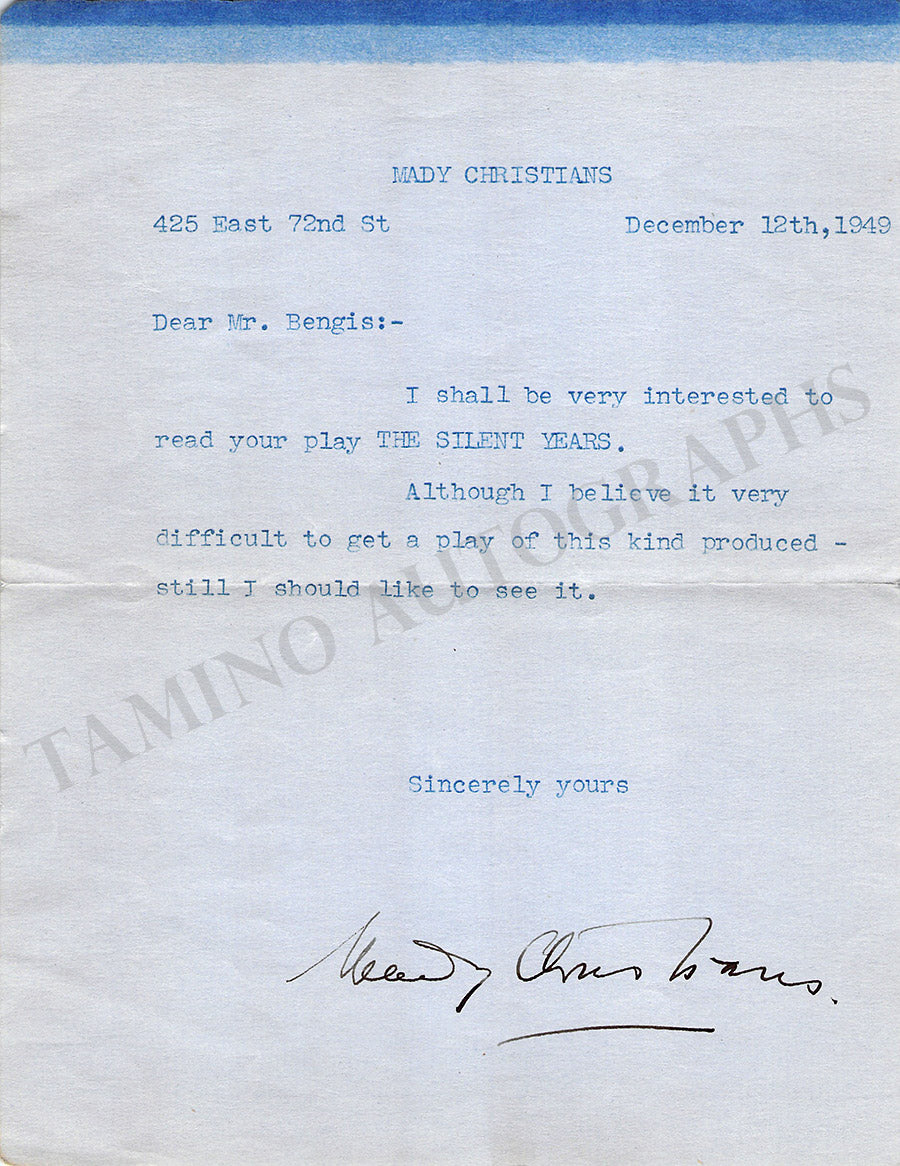 MADY CHRISTIANS
425 East 72nd St December 12th,1949
Dear Mr. Bengis:-
I shall be very interested to
read your play THE SILENT YEARS.
Although I believe it very
difficult to get a play of this kind produced -
still I should like to see it.
TAMINO AUTOGRAPHS
Sincerely yours
Mady Christians.